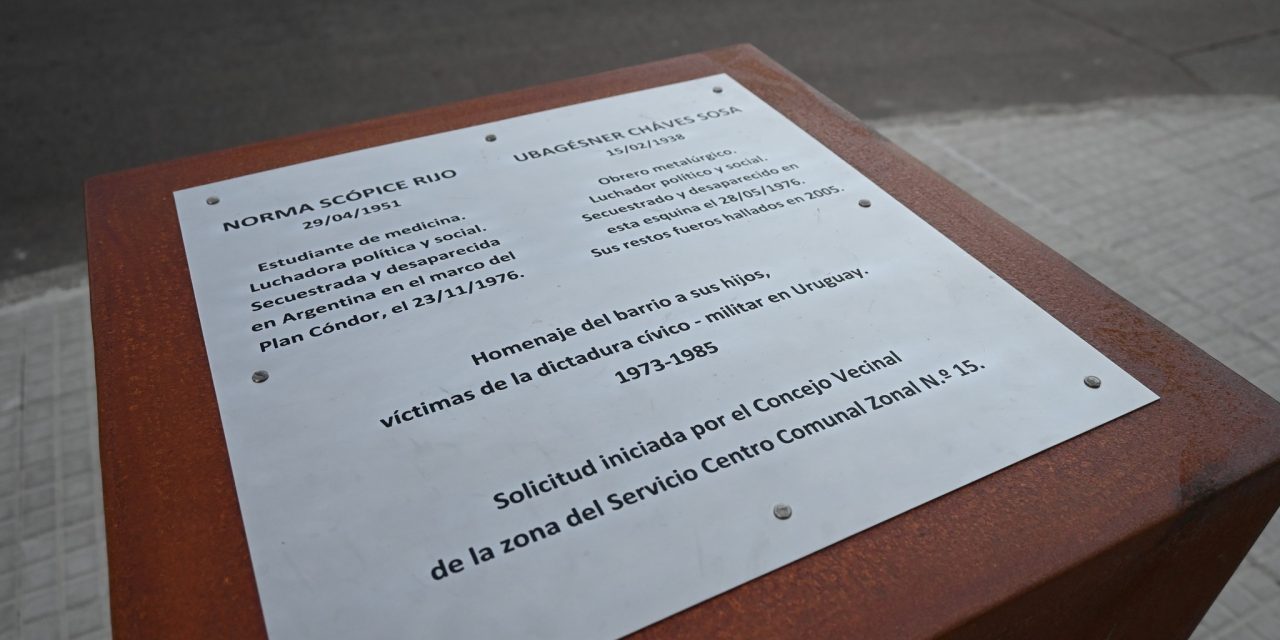 NORMA SCÓPICE RIJO
29/04/1951
Estudiante de medicina.
Luchadora política y social.
Secuestrada y desaparecida
en Argentina en el marco del
Plan Cóndor, el 23/11/1976.
UBAGÉSNER CHÁVES SOSA
15/02/1938
Obrero metalúrgico.
Luchador político y social.
Secuestrado y desaparecido en
esta esquina el 28/05/1976.
Sus restos fueros hallados en 2005.
Homenaje del barrio a sus hijos,
víctimas de la dictadura cívico - militar en Uruguay.
1973-1985
Solicitud iniciada por el Concejo Vecinal
de la zona del Servicio Centro Comunal Zonal N.º 15.